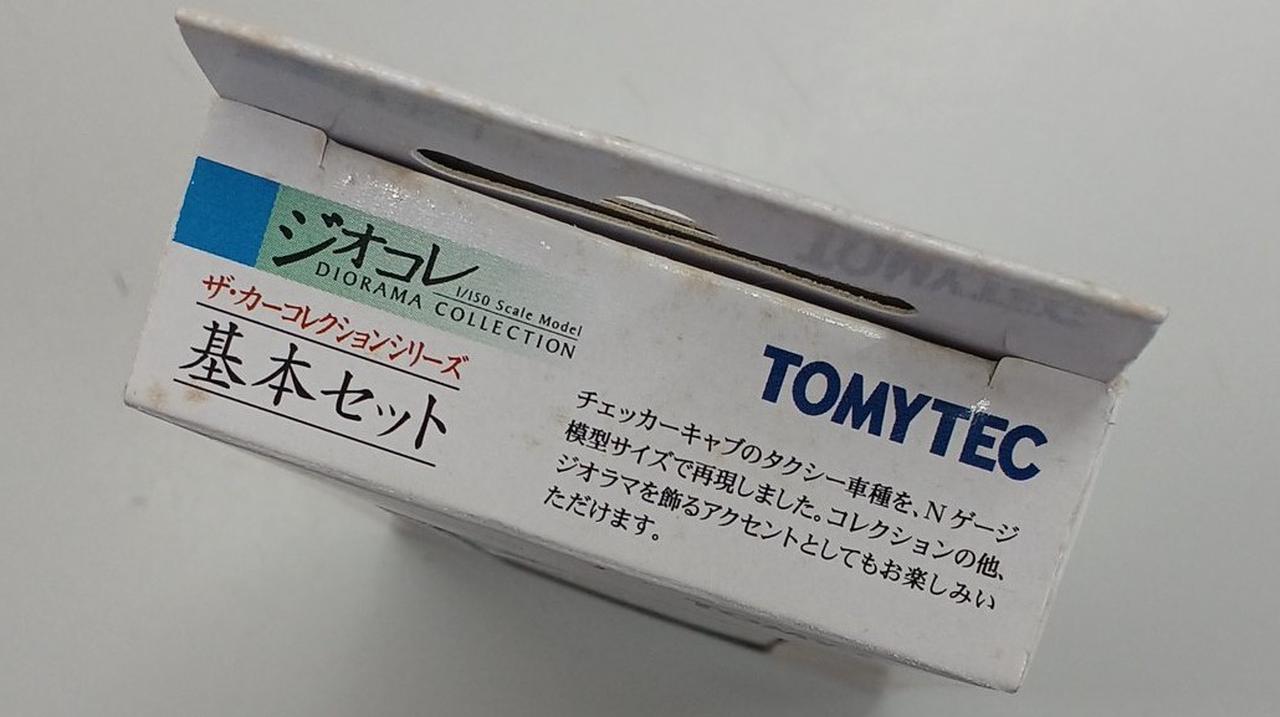 ジオコレ
1/150 Scale Model
DIORAMA COLLECTION
ザ・カーコレクションシリーズ
基本セット
TOMYTEC
チェッカーキャブのタクシー車種を、Nゲージ
模型サイズで再現しました。コレクションの他、
ジオラマを飾るアクセントとしてもお楽しみい
ただけます。